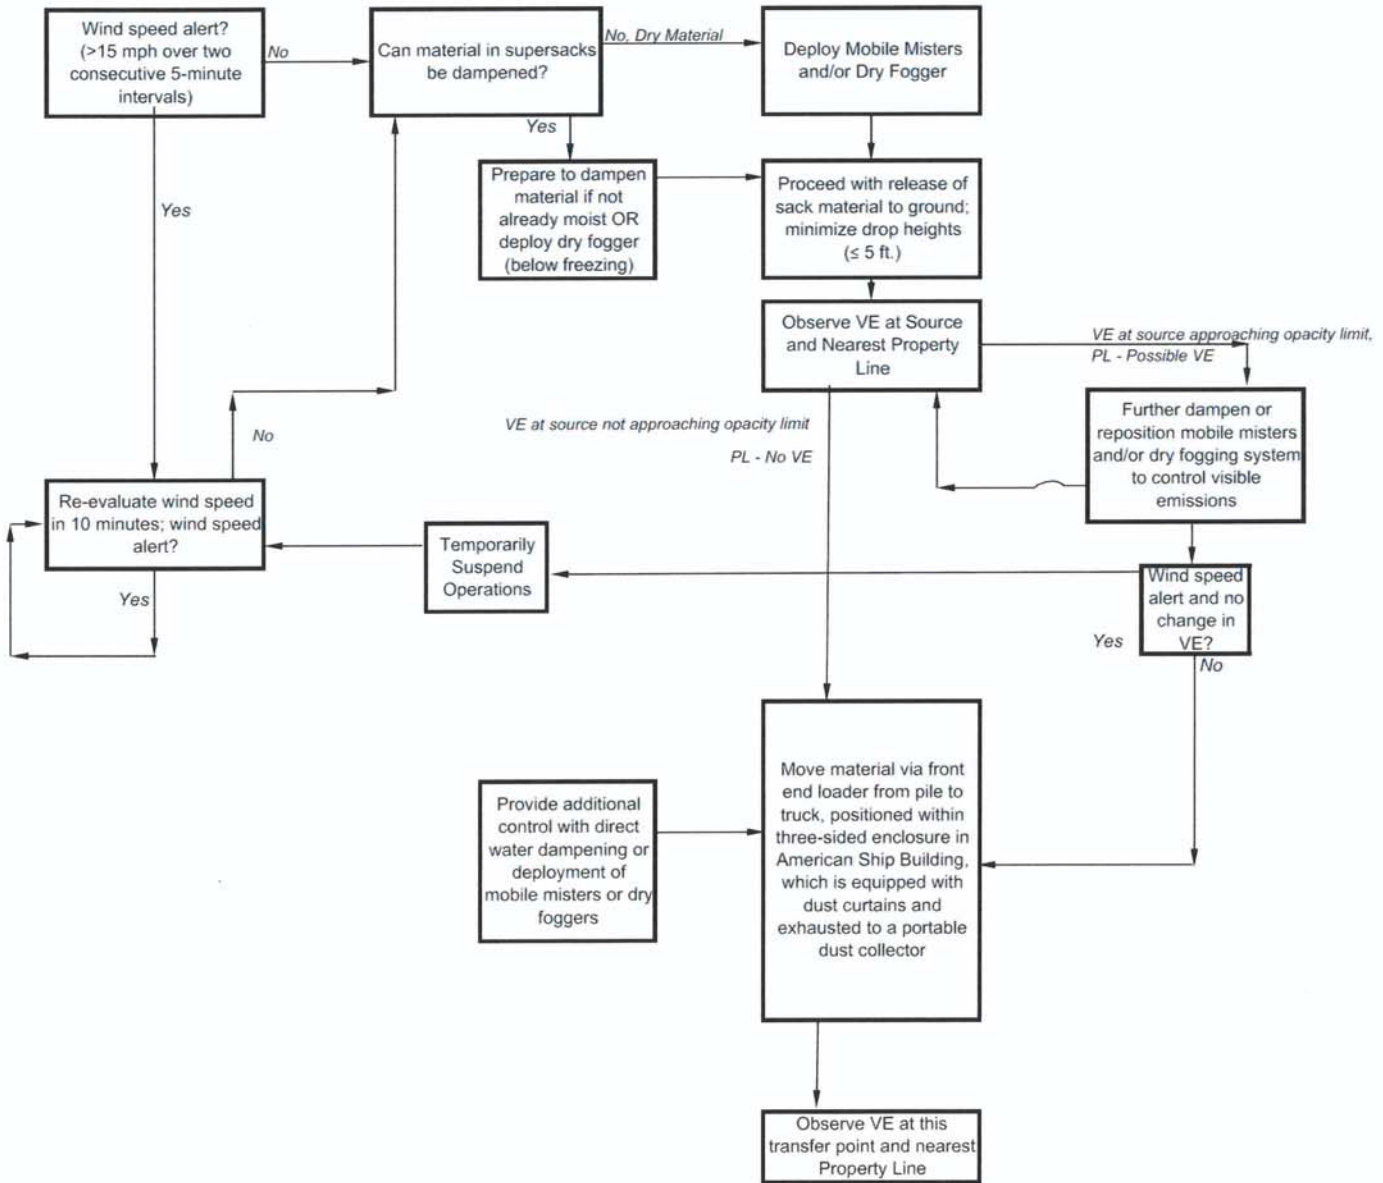 Wind speed alert?
(>15 mph over two
consecutive 5-minute
intervals)
No
Can material in supersacks
be dampened?
No, Dry Material
Deploy Mobile Misters
and/or Dry Fogger
Yes
Yes
Prepare to dampen
material if not
already moist OR
deploy dry fogger
(below freezing)
Proceed with release of
sack material to ground;
minimize drop heights
(≤ 5 ft.)
Observe VE at Source
and Nearest Property
Line
VE at source approaching opacity limit,
PL - Possible VE
Further dampen or
reposition mobile misters
and/or dry fogging system
to control visible
emissions
VE at source not approaching opacity limit
PL - No VE
No
Re-evaluate wind speed
in 10 minutes; wind speed
alert?
Yes
Temporarily
Suspend
Operations
Wind speed
alert and no
change in
VE?
Yes
No
Provide additional
control with direct
water dampening or
deployment of
mobile misters or dry
foggers
Move material via front
end loader from pile to
truck, positioned within
three-sided enclosure in
American Ship Building,
which is equipped with
dust curtains and
exhausted to a portable
dust collector
Observe VE at this
transfer point and nearest
Property Line